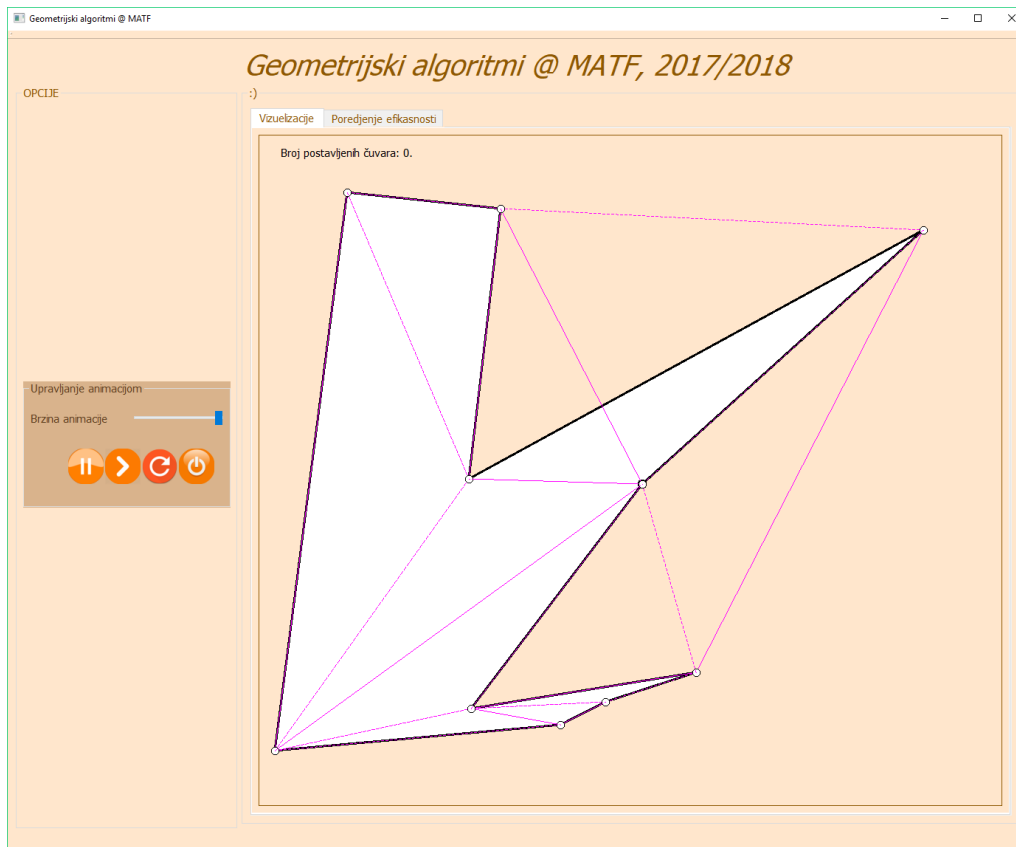 Geometrijski algoritmi @ MATF
Geometrijski algoritmi @ MATF, 2017/2018
OPCIJE
:)
Vizuelizacije
Poredjenje efikasnosti
Broj postavljenih čuvara: 0.
Upravljanje animacijom
Brzina animacije